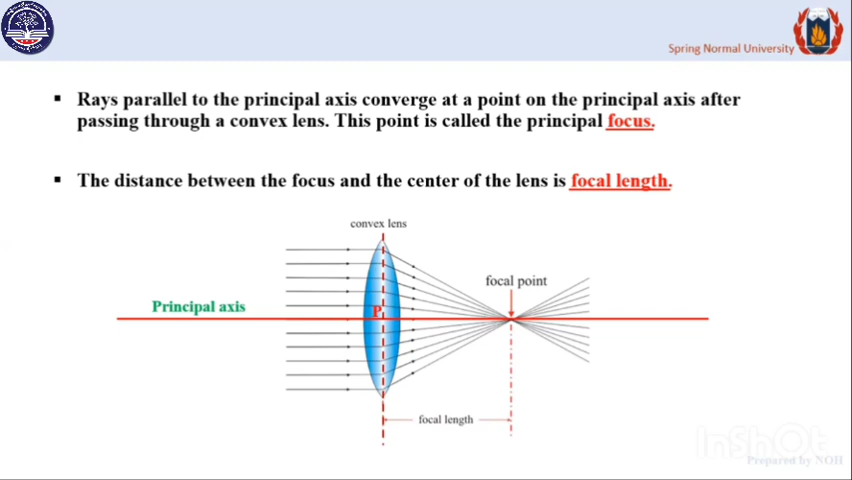 Spring Normal University
▪ Rays parallel to the principal axis converge at a point on the principal axis after
passing through a convex lens. This point is called the principal focus.
▪ The distance between the focus and the center of the lens is focal length.
convex lens
focal point
Principal axis
P
focal length
InShOt
Prepared by NOH